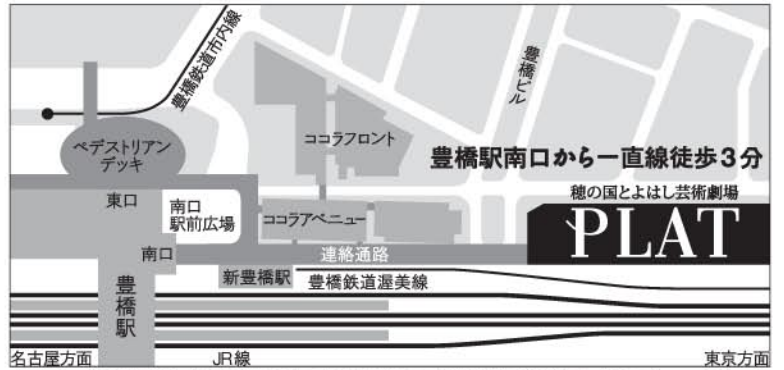 豊橋鉄道市内線
豊橋ビル
ペデストリアン
デッキ
ココラフロント
豊橋駅南口から一直線徒歩3分
穂の国とよはし芸術劇場
PLAT
東口
南口
駅前広場
ココラアベニュー
南口
連絡通路
新豊橋駅
豊橋鉄道渥美線
豊橋駅
名古屋方面
JR線
東京方面